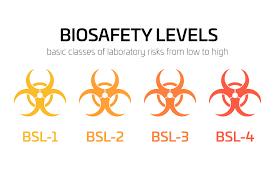 BIOSAFETY LEVELS
basic classes of laboratory risks from low to high
BSL-1 BSL-2 BSL-3 BSL-4